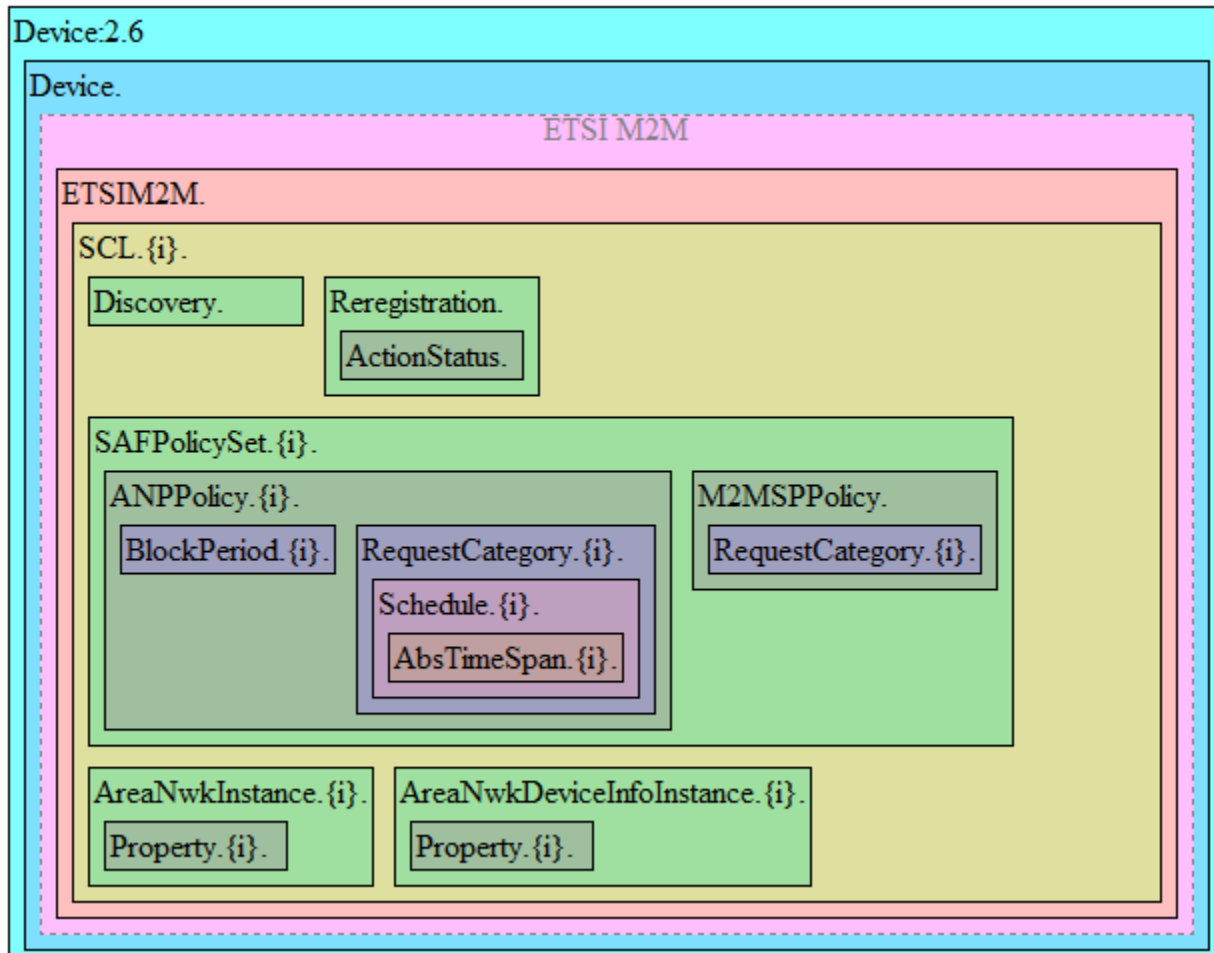 Device:2.6
Device.
ETSI M2M
ETSIM2M.
SCL.{i}.
Discovery.
Reregistration.
ActionStatus.
SAFPolicySet.{i}.
ANPPolicy.{i}.
M2MSPPolicy.
BlockPeriod.{i}.
RequestCategory.{i}.
RequestCategory.{i}.
Schedule.{i}.
AbsTimeSpan.{i}.
AreaNwkInstance.{i}.
AreaNwkDeviceInfoInstance.{i}.
Property.{i}.
Property.{i}.